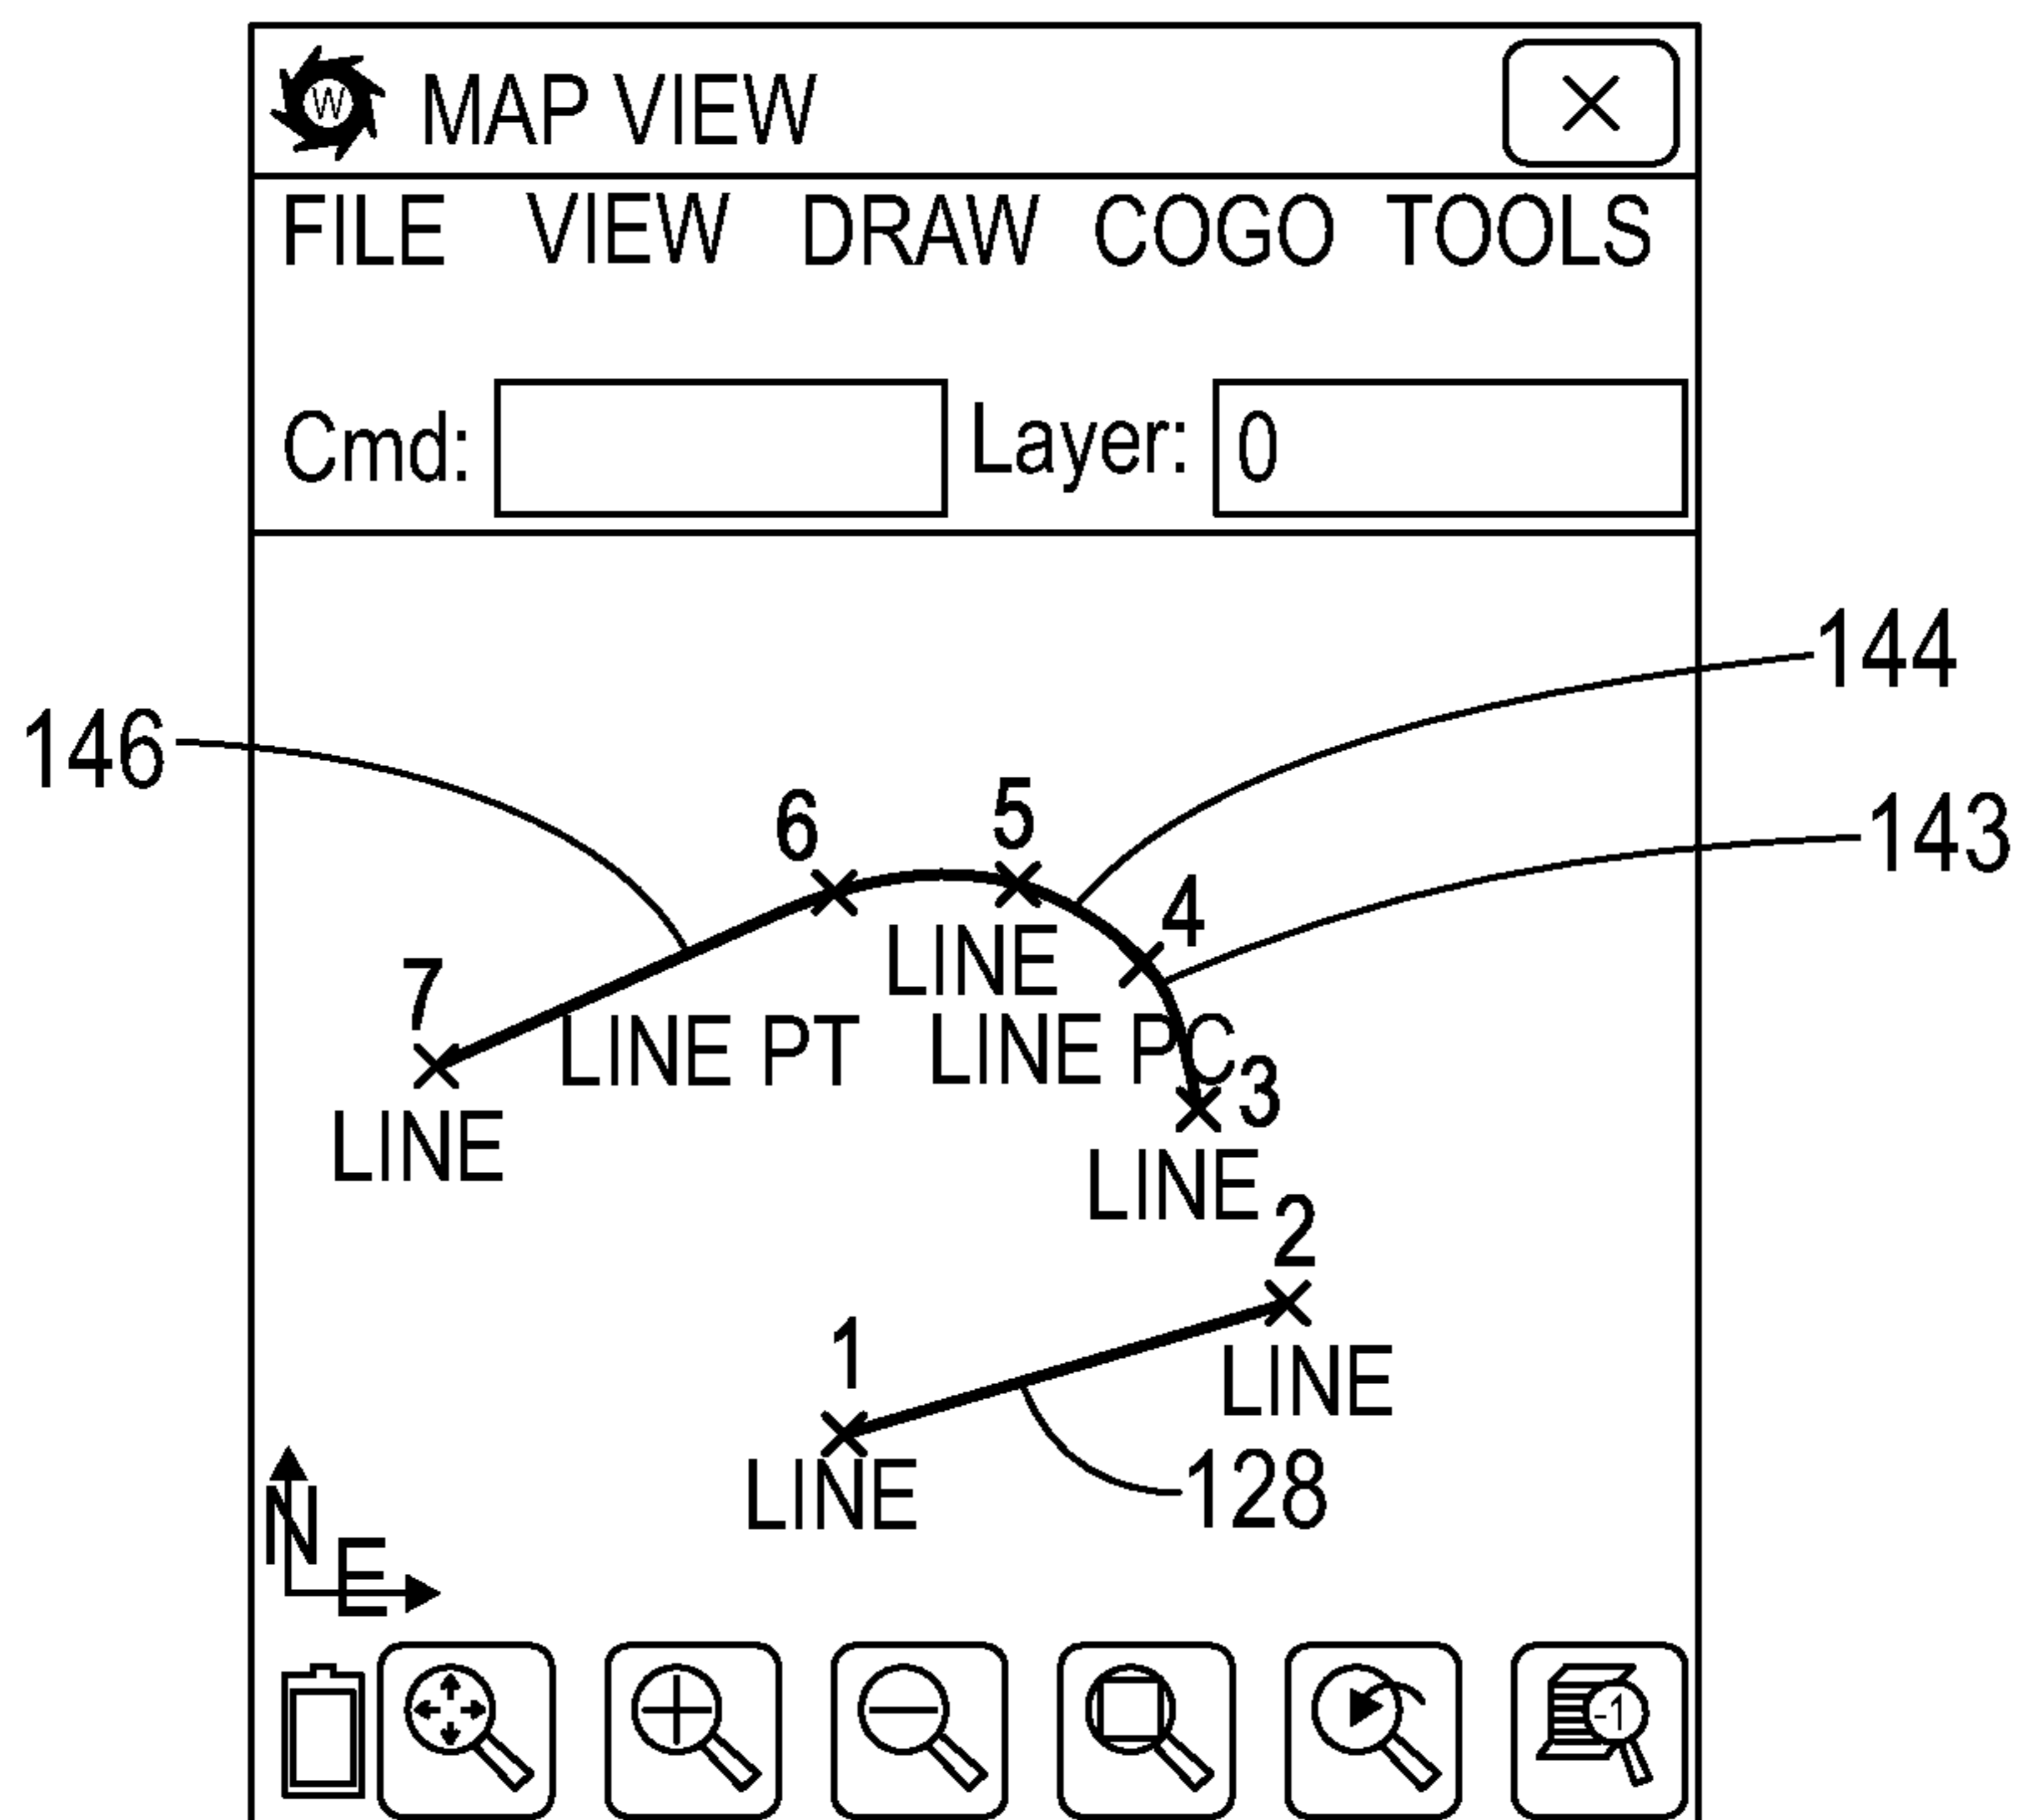 W MAP VIEW
FILE VIEW DRAW COGO TOOLS
Cmd: Layer: 0
144
146
143
6 5
4
LINE
7
LINE PT LINE PC
3
LINE
LINE
2
1
LINE
LINE
128
N
E
-1